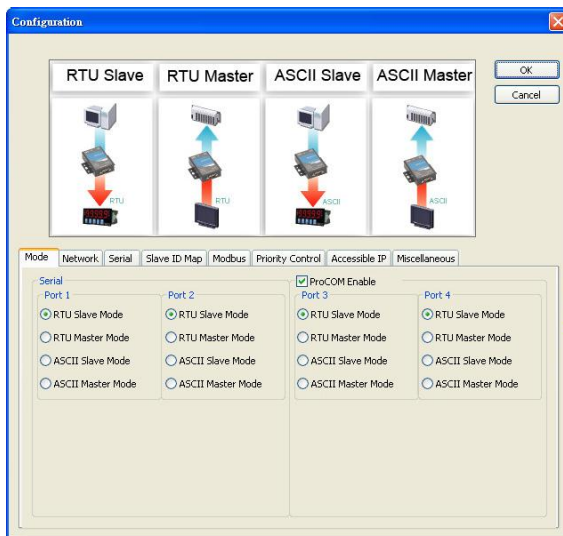 Configuration
RTU Slave RTU Master ASCII Slave ASCII Master
OK
Cancel
RTU RTU ASCII ASCII
Mode Network Serial Slave ID Map Modbus Priority Control Accessible IP Miscellaneous
Serial ProCOM Enable
Port 1 Port 2 Port 3 Port 4
RTU Slave Mode RTU Slave Mode RTU Slave Mode RTU Slave Mode
RTU Master Mode RTU Master Mode RTU Master Mode RTU Master Mode
ASCII Slave Mode ASCII Slave Mode ASCII Slave Mode ASCII Slave Mode
ASCII Master Mode ASCII Master Mode ASCII Master Mode ASCII Master Mode